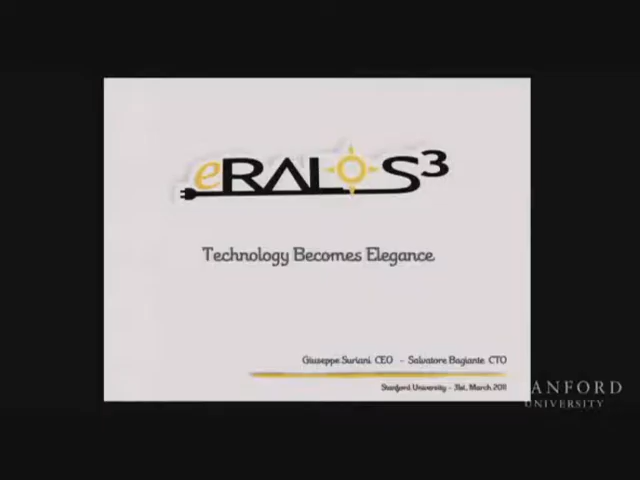 eRALOS3
Technology Becomes Elegance
Giuseppe Suriani, CEO - Salvatore Bagiante, CTO
Stanford University - 31st, March 2011
ANFORD
UNIVERSITY